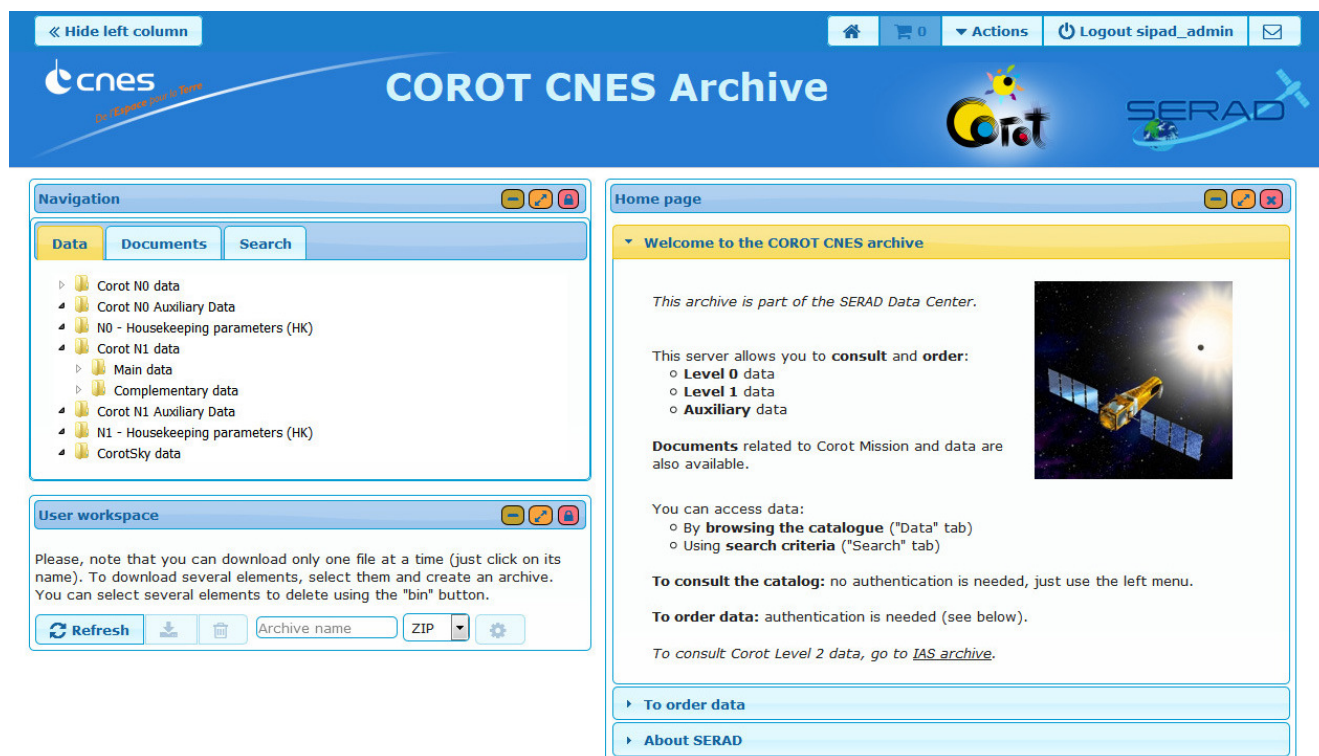 Hide left column
0
Actions
Logout sipad_admin
cnes
De l'Espace pour la Terre
COROT CNES Archive
Corot
SERAD
Navigation
Data
Documents
Search
Corot N0 data
Corot N0 Auxiliary Data
N0 - Housekeeping parameters (HK)
Corot N1 data
Main data
Complementary data
Corot N1 Auxiliary Data
N1 - Housekeeping parameters (HK)
CorotSky data
User workspace
Please, note that you can download only one file at a time (just click on its
name). To download several elements, select them and create an archive.
You can select several elements to delete using the "bin" button.
Refresh
Archive name
ZIP
Home page
Welcome to the COROT CNES archive
This archive is part of the SERAD Data Center.
This server allows you to consult and order:
Level 0 data
Level 1 data
Auxiliary data
Documents related to Corot Mission and data are
also available.
You can access data:
By browsing the catalogue ("Data" tab)
Using search criteria ("Search" tab)
To consult the catalog: no authentication is needed, just use the left menu.
To order data: authentication is needed (see below).
To consult Corot Level 2 data, go to IAS archive.
To order data
About SERAD